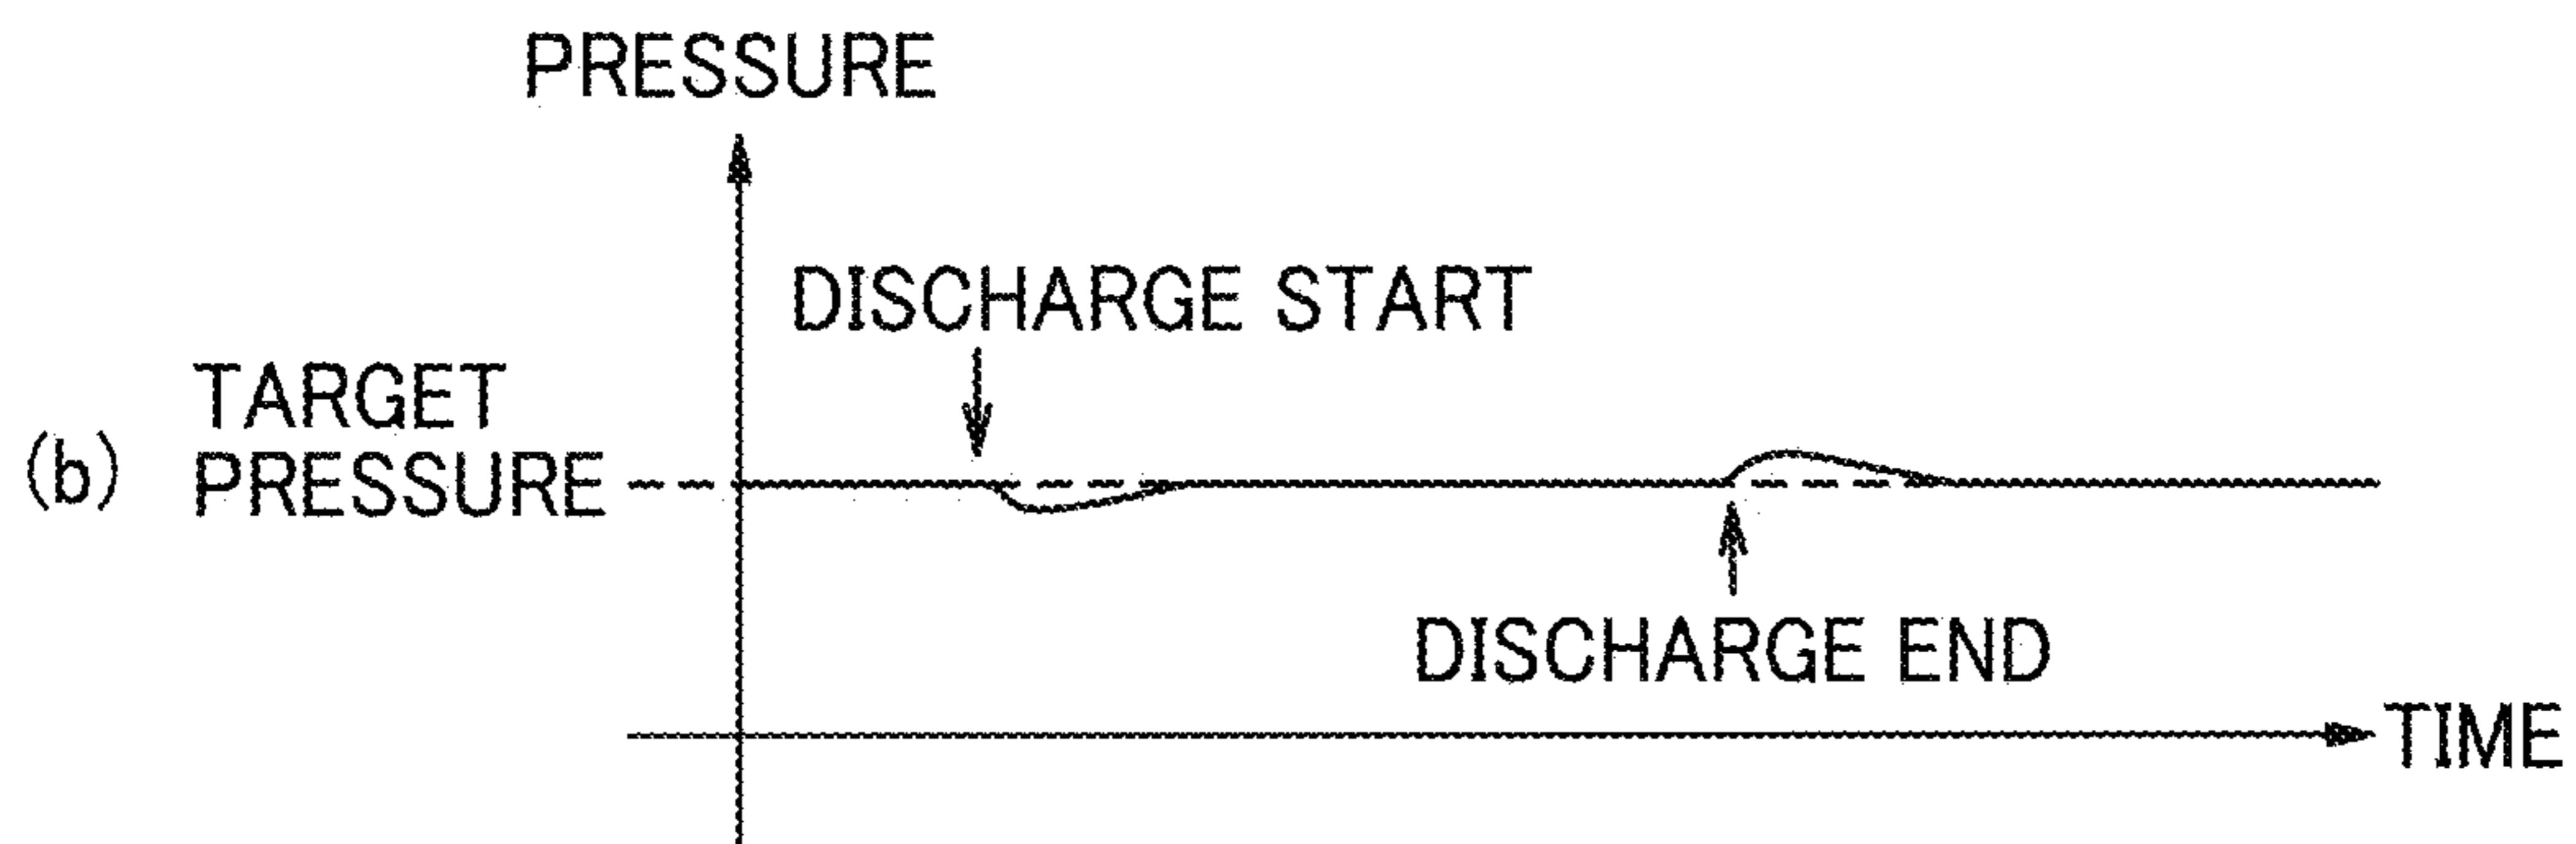 PRESSURE
DISCHARGE START
TARGET
(b) PRESSURE
DISCHARGE END
TIME